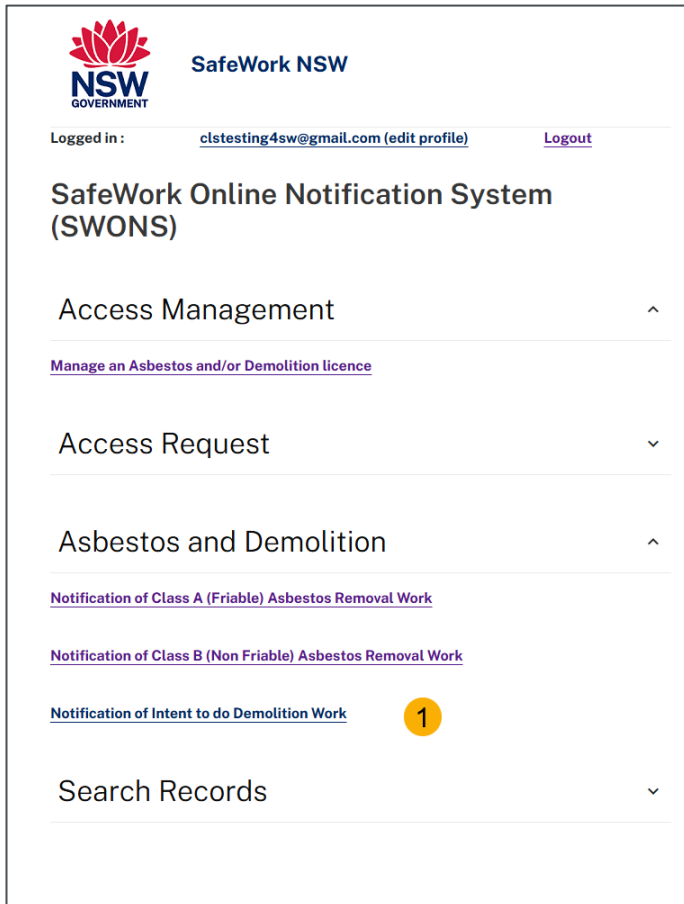 NSW
GOVERNMENT
SafeWork NSW
Logged in : clstesting4sw@gmail.com (edit profile) Logout
SafeWork Online Notification System
(SWONS)
Access Management
Manage an Asbestos and/or Demolition licence
Access Request
Asbestos and Demolition
Notification of Class A (Friable) Asbestos Removal Work
Notification of Class B (Non Friable) Asbestos Removal Work
Notification of Intent to do Demolition Work 1
Search Records